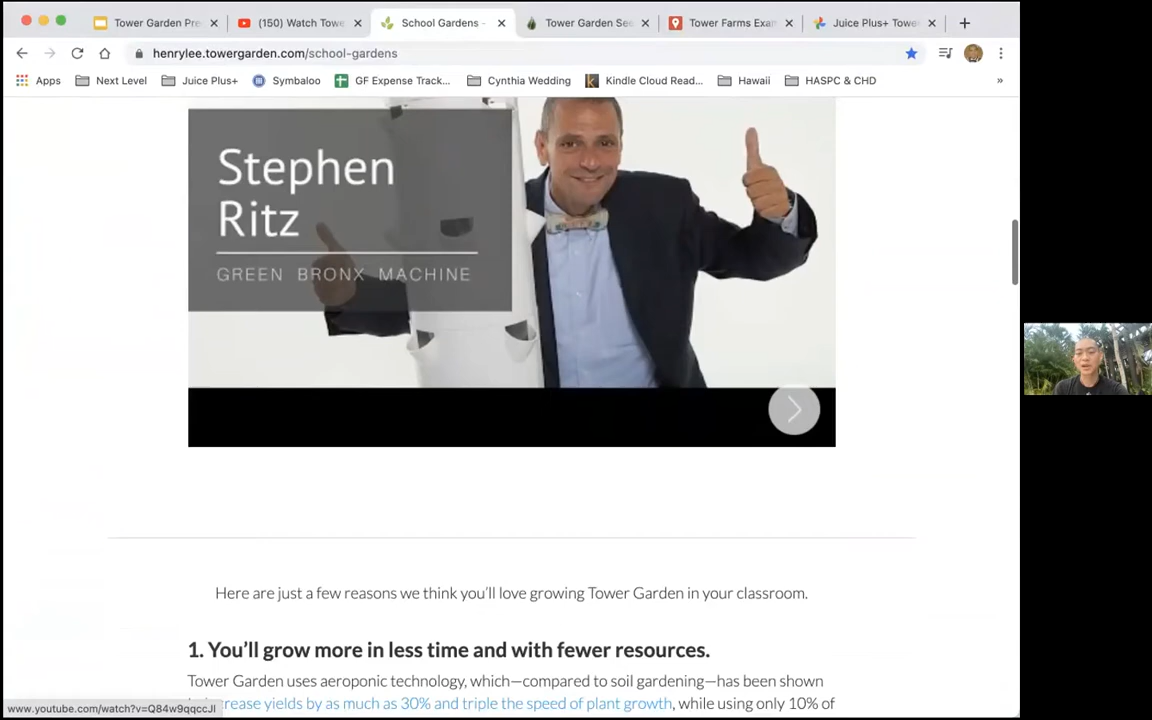 Tower Garden Pre
(150) Watch Towe
School Gardens -
Tower Garden See
Tower Farms Exam
Juice Plus+ Towe
henrylee.towergarden.com/school-gardens
Apps
Next Level
Juice Plus+
Symbaloo
GF Expense Track...
Cynthia Wedding
Kindle Cloud Read...
Hawaii
HASPC & CHD
»
Stephen
Ritz
GREEN BRONX MACHINE
Here are just a few reasons we think you'll love growing Tower Garden in your classroom.
1. You'll grow more in less time and with fewer resources.
Tower Garden uses aeroponic technology, which—compared to soil gardening—has been shown
crease yields by as much as 30% and triple the speed of plant growth, while using only 10% of
www.youtube.com/watch?v=Q84w9qqccJI